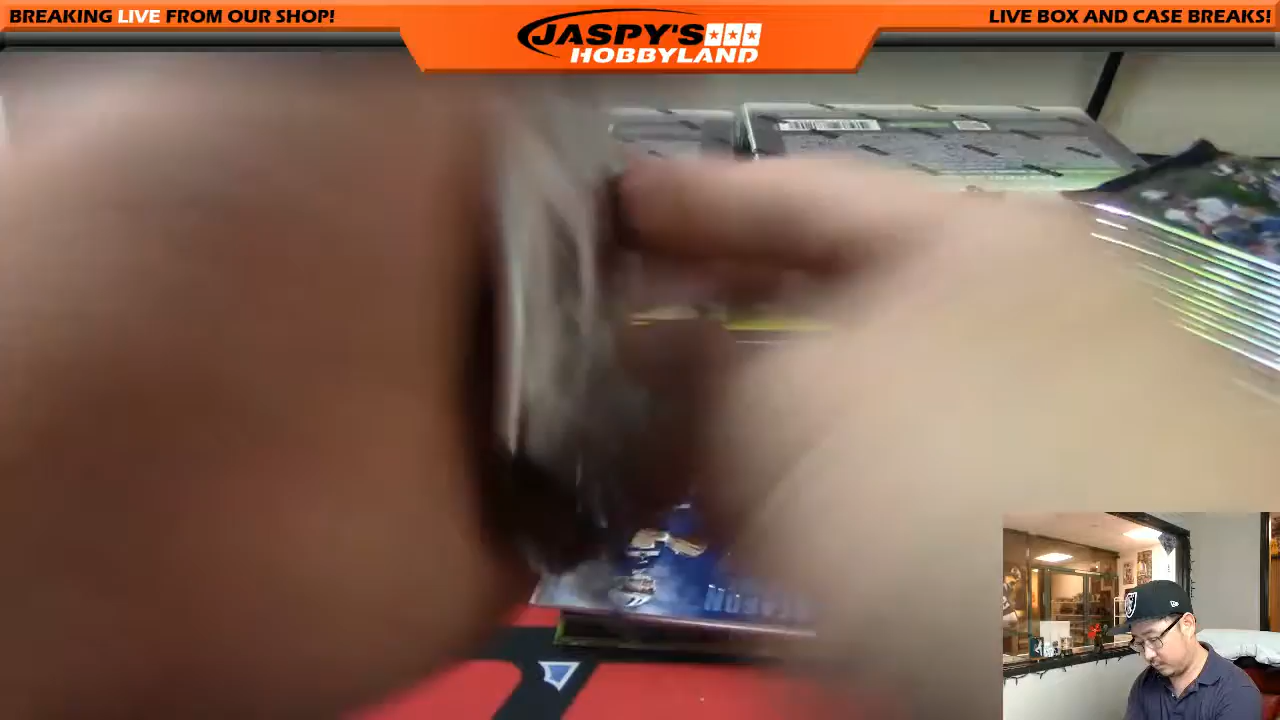 BREAKING LIVE FROM OUR SHOP!
JASPY'S
HOBBYLAND
LIVE BOX AND CASE BREAKS!